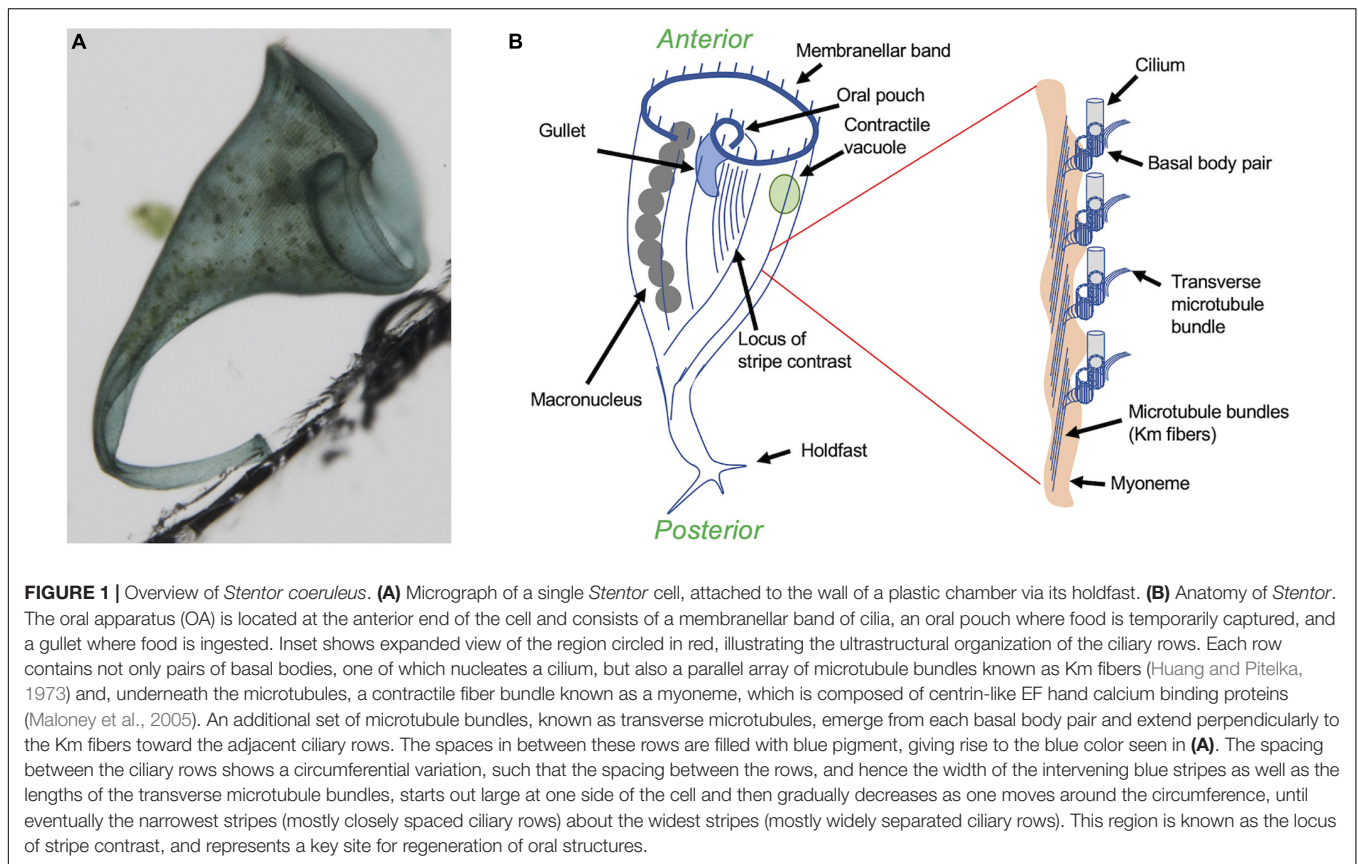 A
B
Anterior
Membranellar band
Oral pouch
Gullet
Contractile
vacuole
Cilium
Basal body pair
Transverse
microtubule
bundle
Locus of
stripe contrast
Macronucleus
Microtubule bundles
(Km fibers)
Holdfast
Myoneme
Posterior
FIGURE 1 | Overview of Stentor coeruleus. (A) Micrograph of a single Stentor cell, attached to the wall of a plastic chamber via its holdfast. (B) Anatomy of Stentor.
The oral apparatus (OA) is located at the anterior end of the cell and consists of a membranellar band of cilia, an oral pouch where food is temporarily captured, and
a gullet where food is ingested. Inset shows expanded view of the region circled in red, illustrating the ultrastructural organization of the ciliary rows. Each row
contains not only pairs of basal bodies, one of which nucleates a cilium, but also a parallel array of microtubule bundles known as Km fibers (Huang and Pitelka,
1973) and, underneath the microtubules, a contractile fiber bundle known as a myoneme, which is composed of centrin-like EF hand calcium binding proteins
(Maloney et al., 2005). An additional set of microtubule bundles, known as transverse microtubules, emerge from each basal body pair and extend perpendicularly to
the Km fibers toward the adjacent ciliary rows. The spaces in between these rows are filled with blue pigment, giving rise to the blue color seen in (A). The spacing
between the ciliary rows shows a circumferential variation, such that the spacing between the rows, and hence the width of the intervening blue stripes as well as the
lengths of the transverse microtubule bundles, starts out large at one side of the cell and then gradually decreases as one moves around the circumference, until
eventually the narrowest stripes (mostly closely spaced ciliary rows) about the widest stripes (mostly widely separated ciliary rows). This region is known as the locus
of stripe contrast, and represents a key site for regeneration of oral structures.